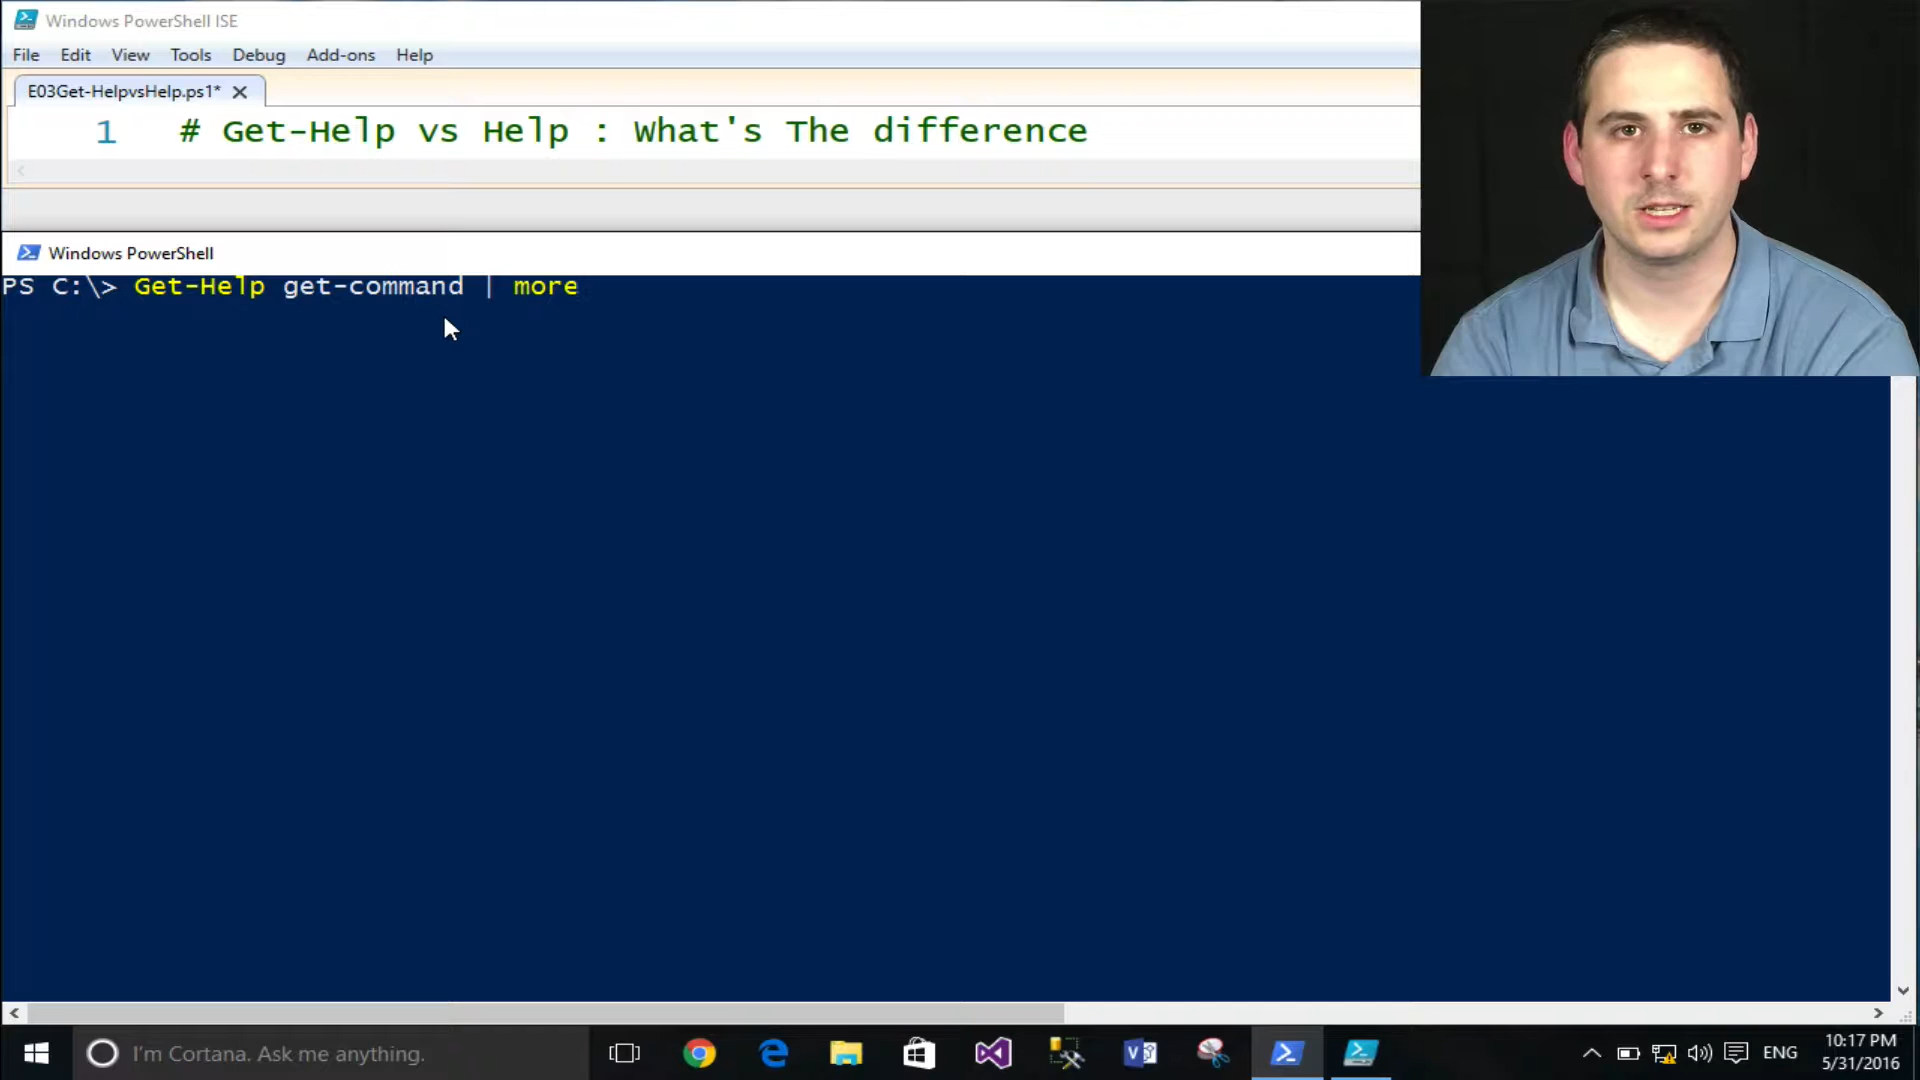 Windows PowerShell ISE
File Edit View Tools Debug Add-ons Help
E03Get-HelpvsHelp.ps1*
1 # Get-Help vs Help : What's The difference
Windows PowerShell
PS C:\> Get-Help get-command | more
I'm Cortana. Ask me anything.
ENG
10:17 PM
5/31/2016